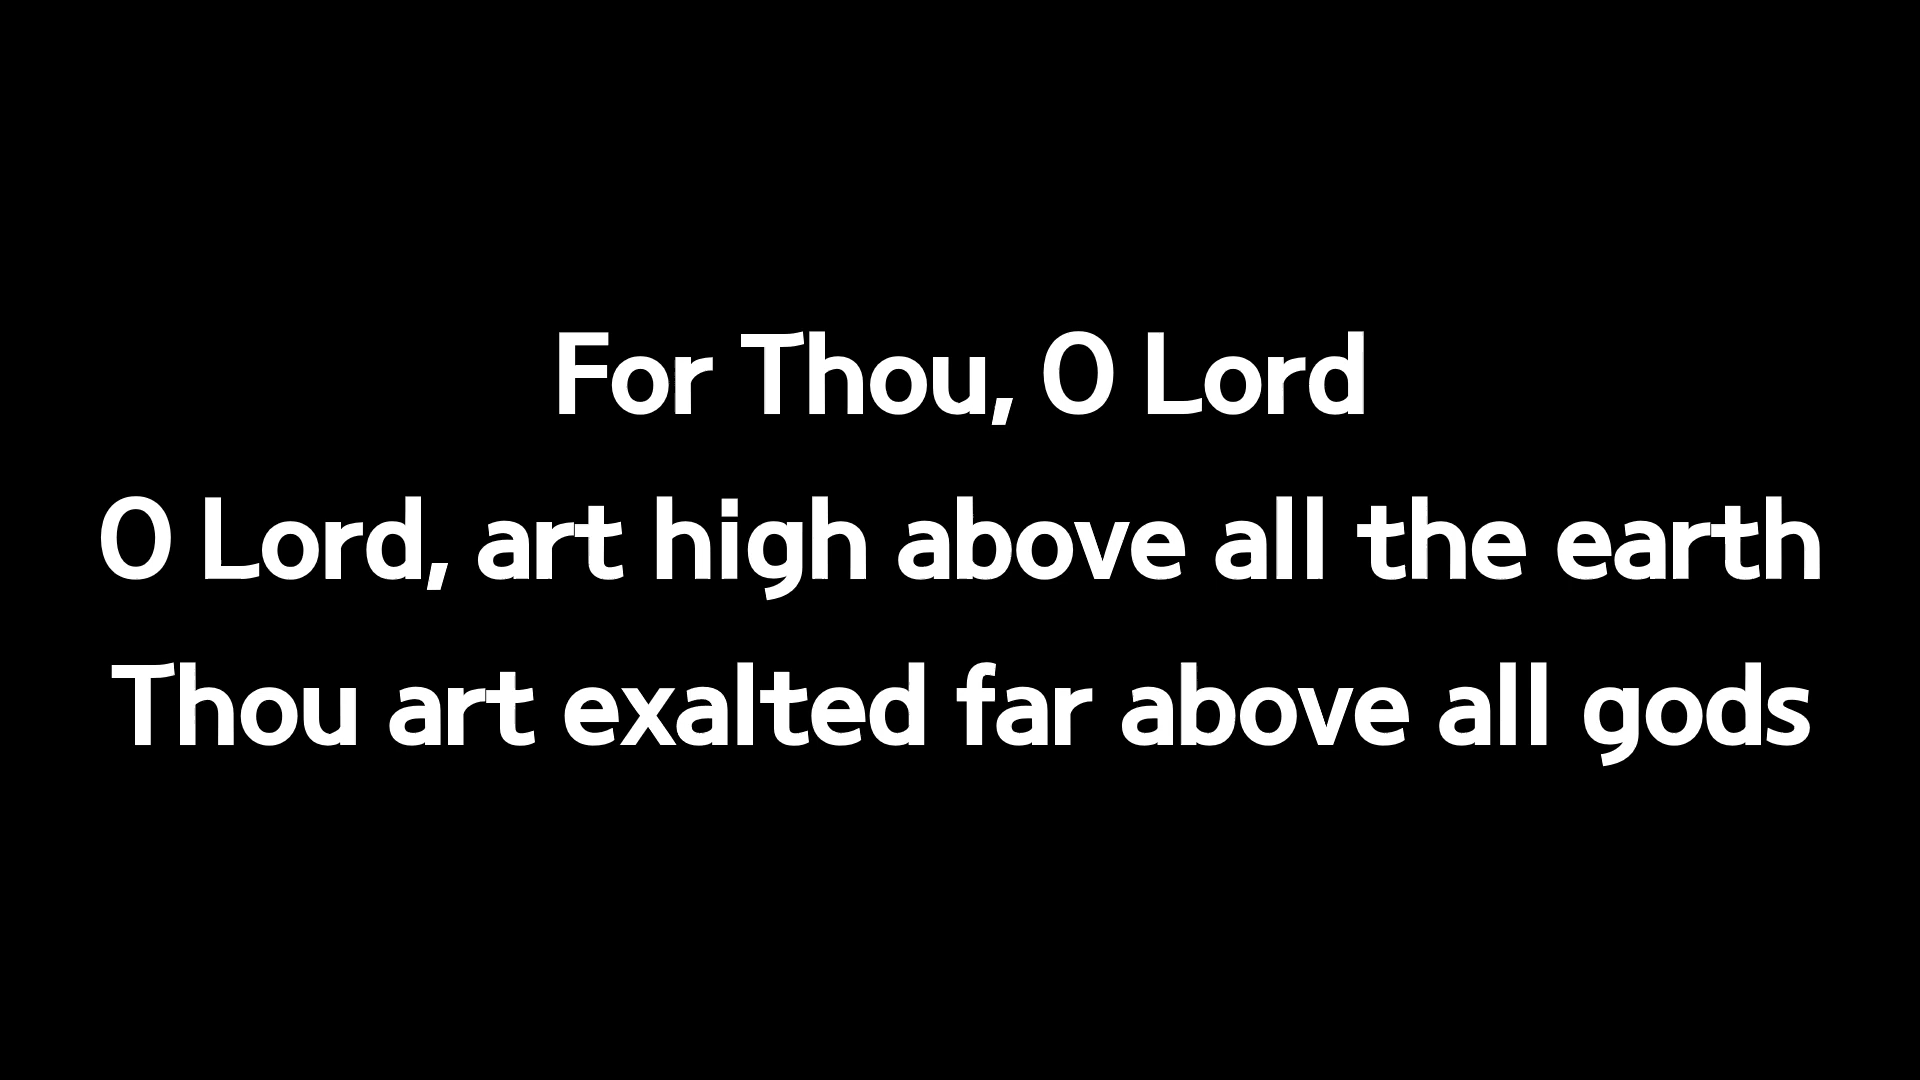 For Thou, O Lord
O Lord, art high above all the earth
Thou art exalted far above all gods